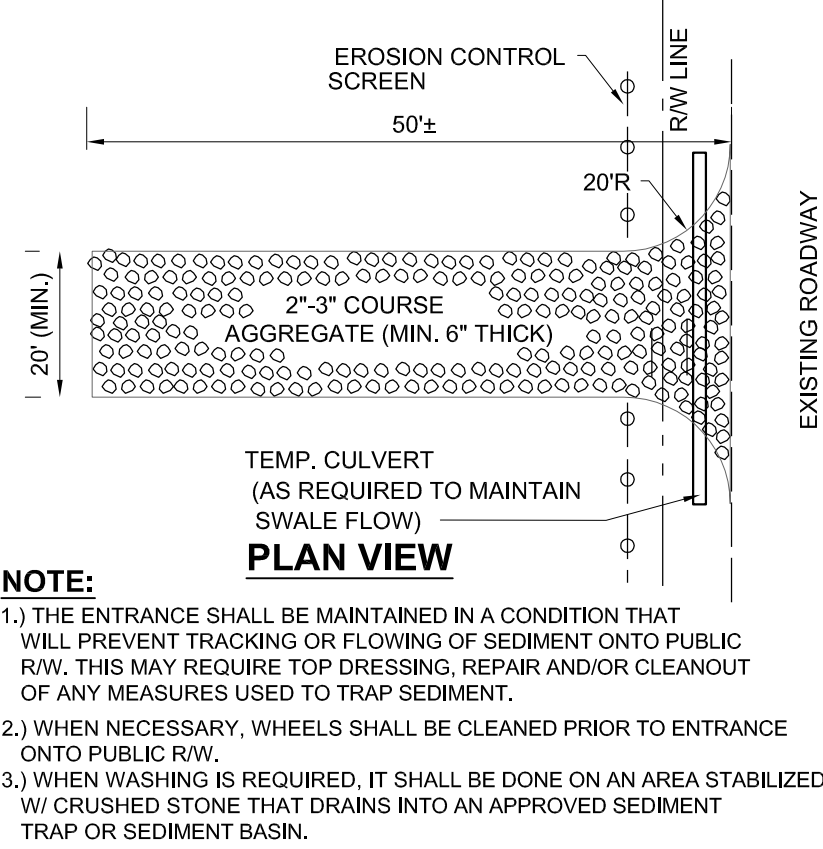 EROSION CONTROL
SCREEN
R/W LINE
50'±
20'R
20' (MIN.)
2"-3" COURSE
AGGREGATE (MIN. 6" THICK)
EXISTING ROADWAY
TEMP. CULVERT
(AS REQUIRED TO MAINTAIN
SWALE FLOW)
PLAN VIEW
NOTE:
1.) THE ENTRANCE SHALL BE MAINTAINED IN A CONDITION THAT
WILL PREVENT TRACKING OR FLOWING OF SEDIMENT ONTO PUBLIC
R/W. THIS MAY REQUIRE TOP DRESSING, REPAIR AND/OR CLEANOUT
OF ANY MEASURES USED TO TRAP SEDIMENT.
2.) WHEN NECESSARY, WHEELS SHALL BE CLEANED PRIOR TO ENTRANCE
ONTO PUBLIC R/W.
3.) WHEN WASHING IS REQUIRED, IT SHALL BE DONE ON AN AREA STABILIZED
W/ CRUSHED STONE THAT DRAINS INTO AN APPROVED SEDIMENT
TRAP OR SEDIMENT BASIN.